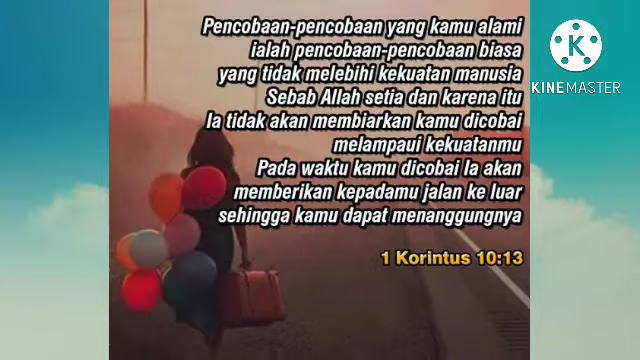 Pencobaan-pencobaan yang kamu alami
ialah pencobaan-pencobaan biasa
yang tidak melebihi kekuatan manusia
Sebab Allah setia dan karena itu
Ia tidak akan membiarkan kamu dicobai
melampaui kekuatanmu
Pada waktu kamu dicobai Ia akan
memberikan kepadamu jalan ke luar
sehingga kamu dapat menanggungnya
1 Korintus 10:13
K
KINEMASTER